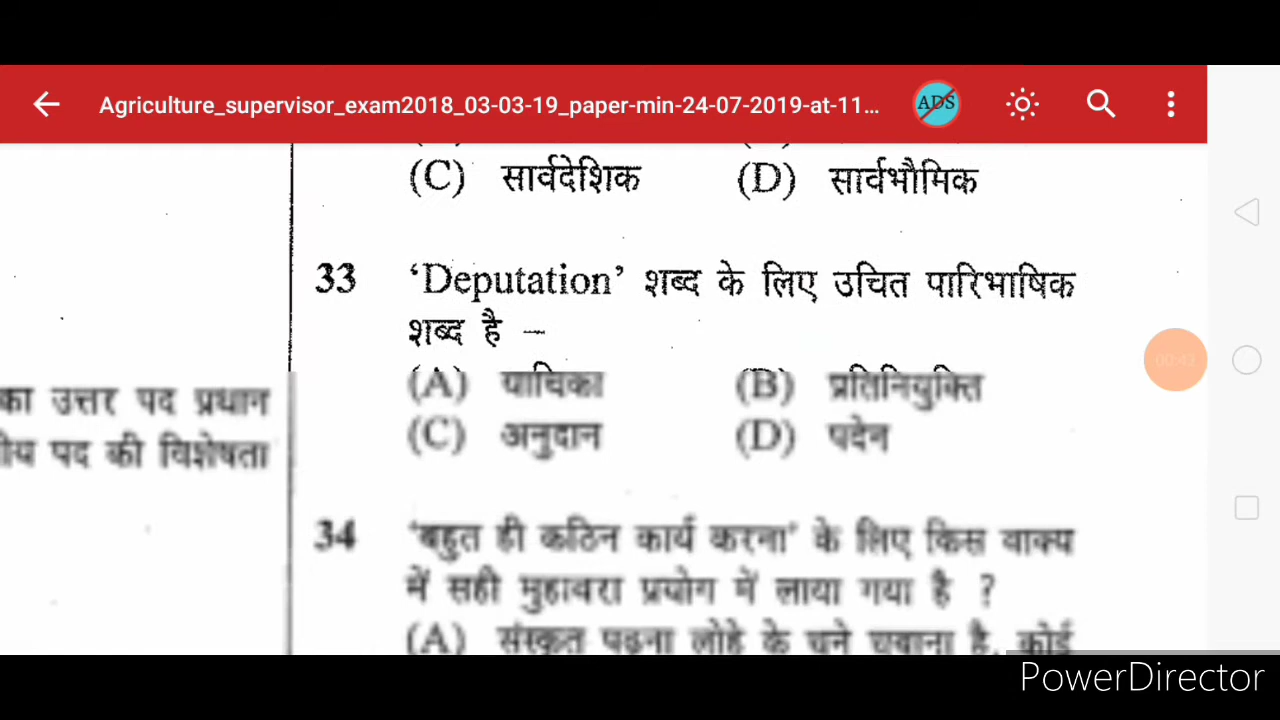 Agriculture_supervisor_exam2018_03-03-19_paper-min-24-07-2019-at-11...
ADS
(C) सार्वदेशिक (D) सार्वभौमिक
33 ‘Deputation’ शब्द के लिए उचित पारिभाषिक
शब्द है –
(A) याचिका (B) प्रतिनियुक्ति
(C) अनुदान (D) पदेन
का उत्तर पद प्रधान
पद की विशेषता
34 ‘बहुत ही कठिन कार्य करना’ के लिए किस वाक्य
में सही मुहावरा प्रयोग में लाया गया है ?
(A) संस्कृत पढ़ना लोहे के चने चबाना है, कोई
PowerDirector